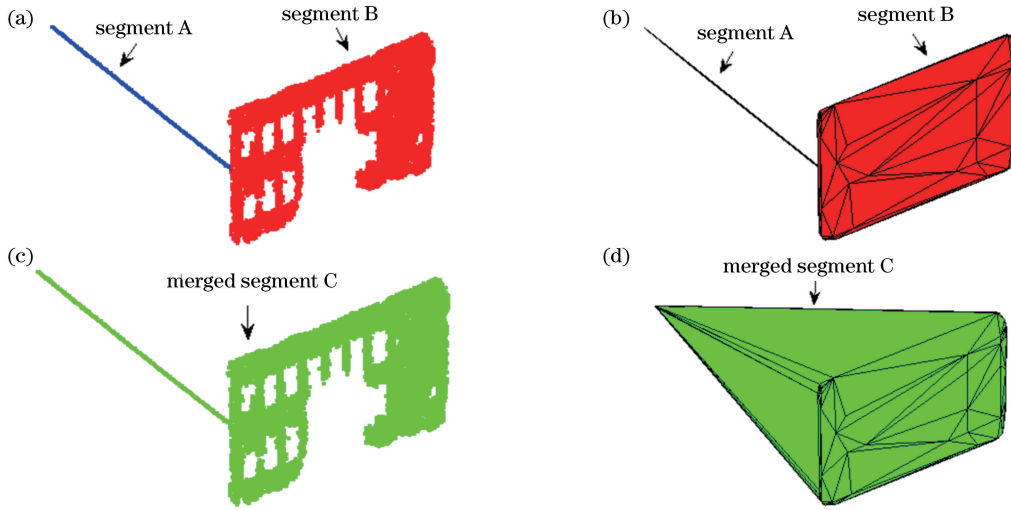 (a)
segment A
segment B
(b)
segment A
segment B
(c)
merged segment C
(d)
merged segment C